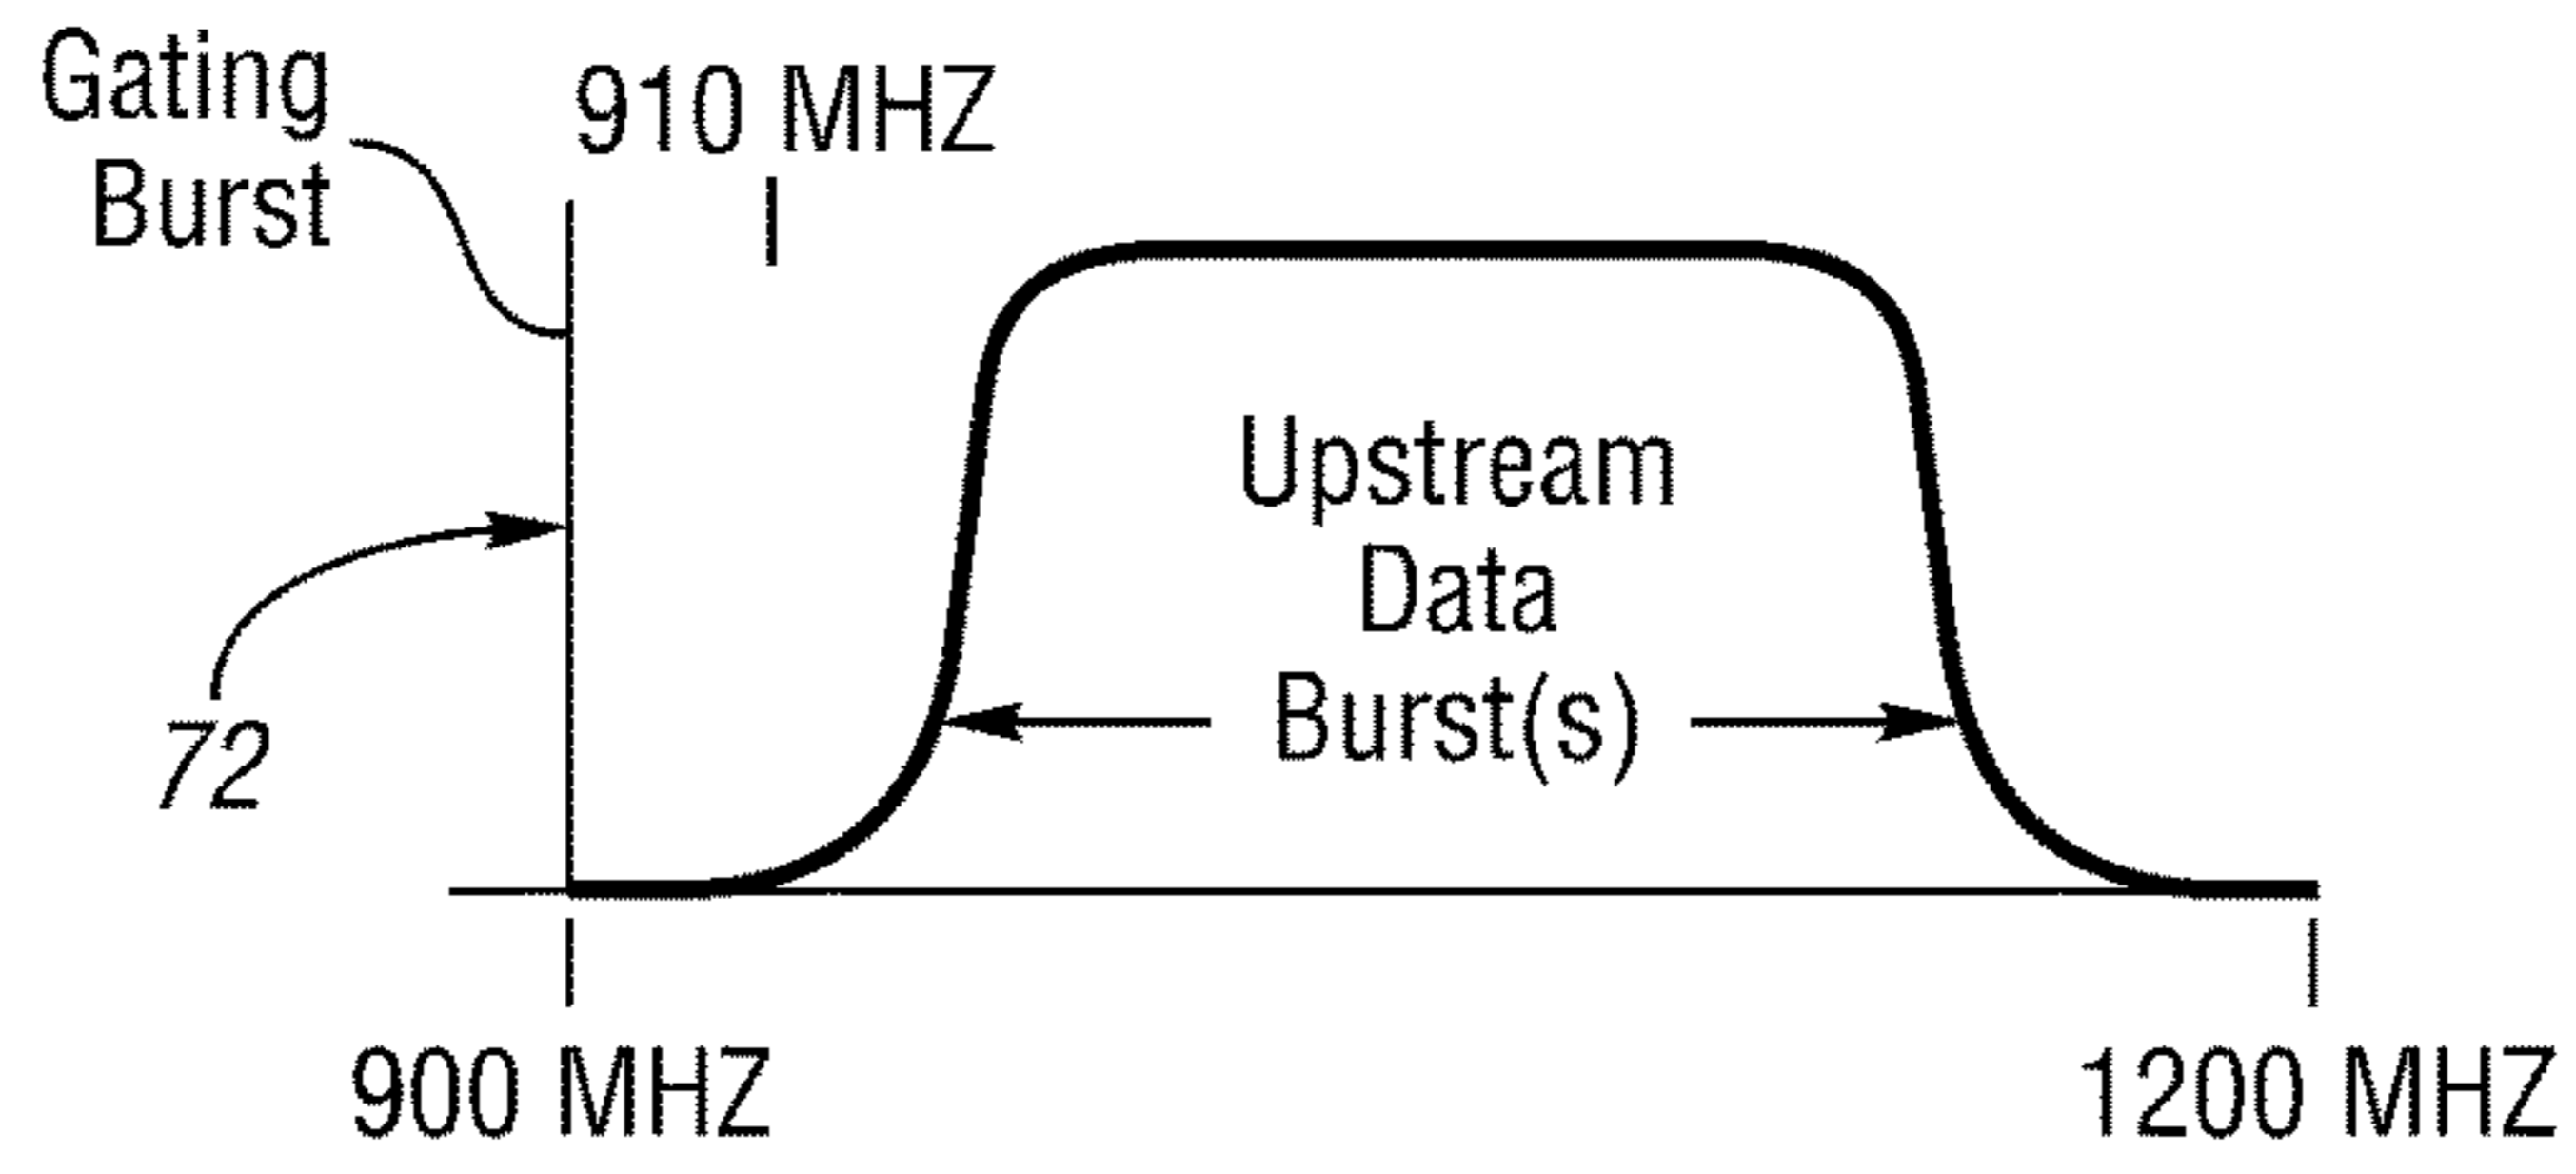 Gating
Burst
910 MHZ
Upstream
Data
Burst(s)
72
900 MHZ
1200 MHZ